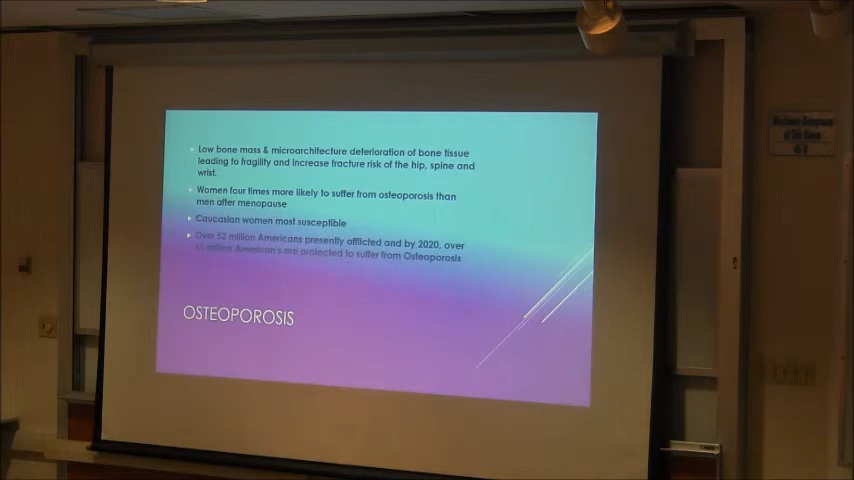 Low bone mass & microarchitecture deterioration of bone tissue
leading to fragility and increase fracture risk of the hip, spine and
wrist.
Women four times more likely to suffer from osteoporosis than
men after menopause
Caucasian women most susceptible
Over 52 million Americans presently afflicted and by 2020, over
61 million American's are projected to suffer from Osteoporosis
OSTEOPOROSIS